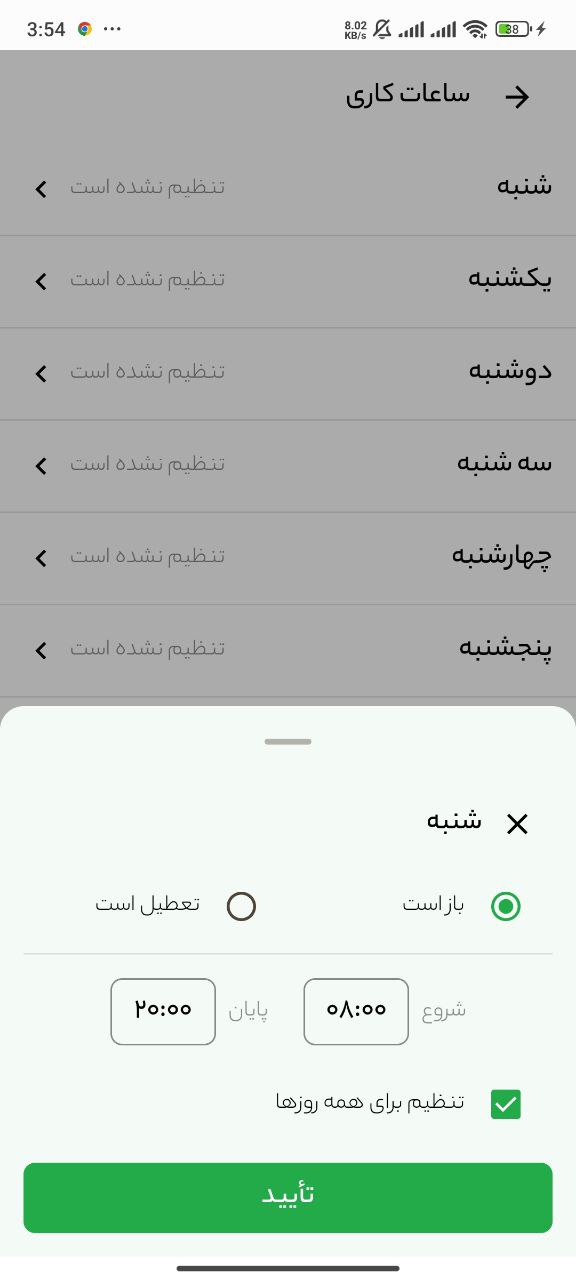 3:54 ... 8.02 KB/s 38
ساعات کاری
شنبه تنظیم نشده است
یکشنبه تنظیم نشده است
دوشنبه تنظیم نشده است
سه شنبه تنظیم نشده است
چهارشنبه تنظیم نشده است
پنجشنبه تنظیم نشده است
شنبه
باز است تعطیل است
شروع ۰۸:۰۰ پایان ۲۰:۰۰
تنظیم برای همه روزها
تأیید